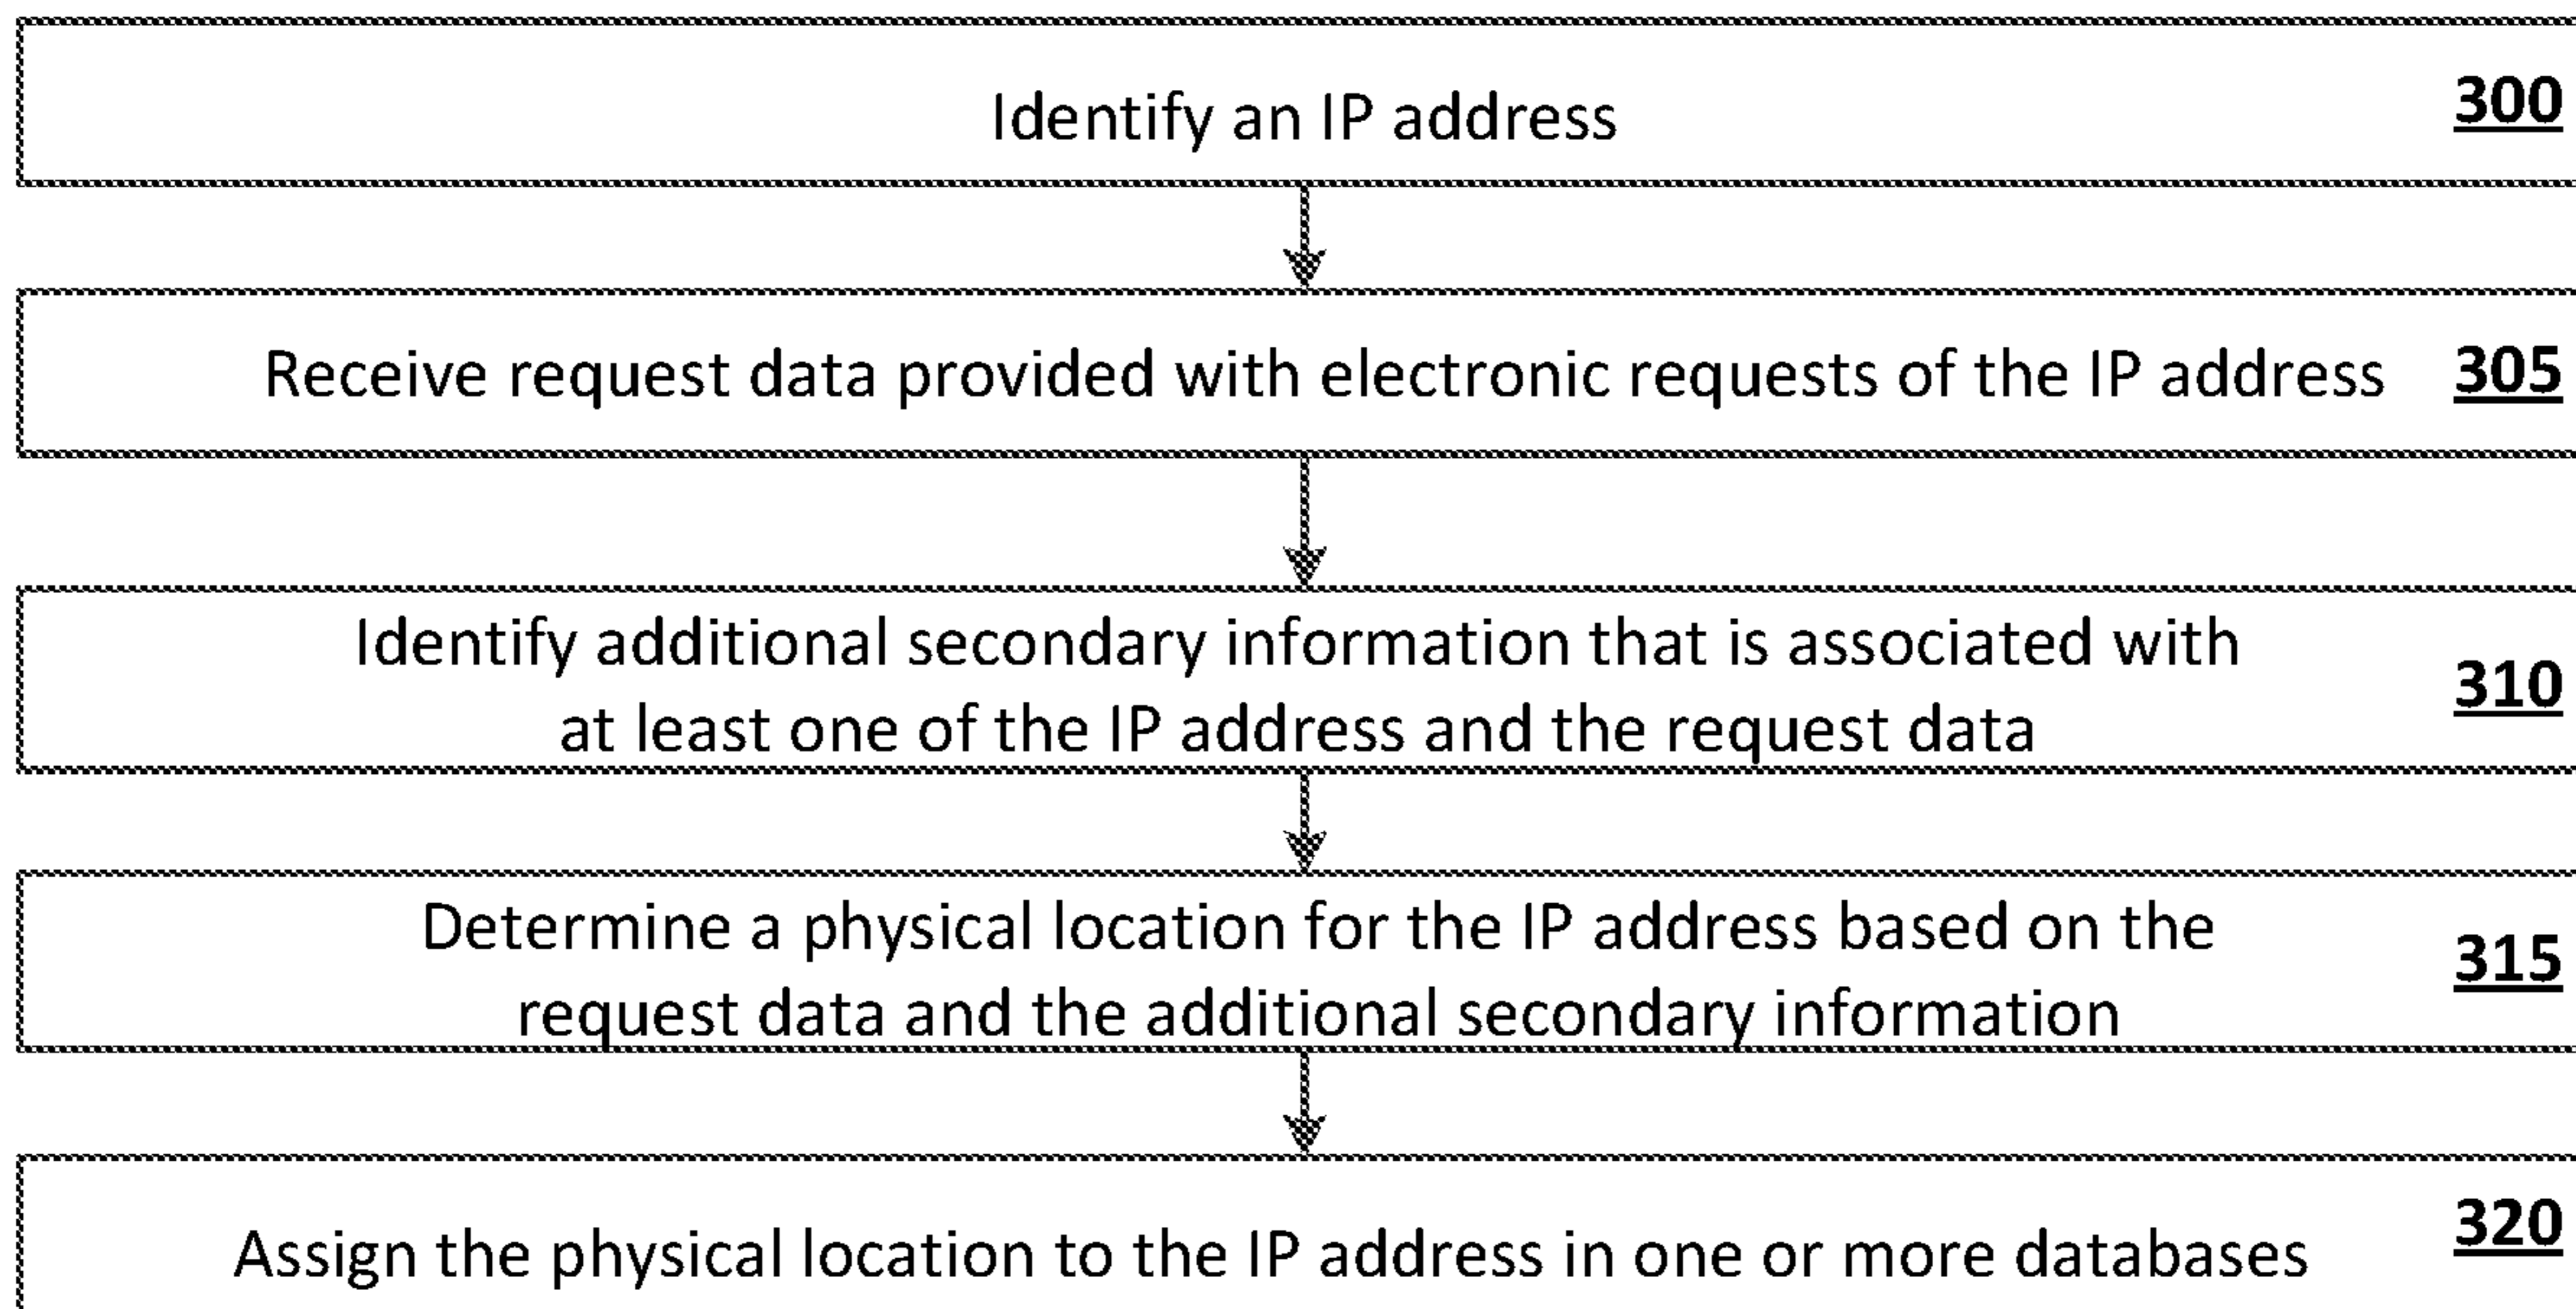 Identify an IP address
300
Receive request data provided with electronic requests of the IP address
305
Identify additional secondary information that is associated with
at least one of the IP address and the request data
310
Determine a physical location for the IP address based on the
request data and the additional secondary information
315
Assign the physical location to the IP address in one or more databases
320